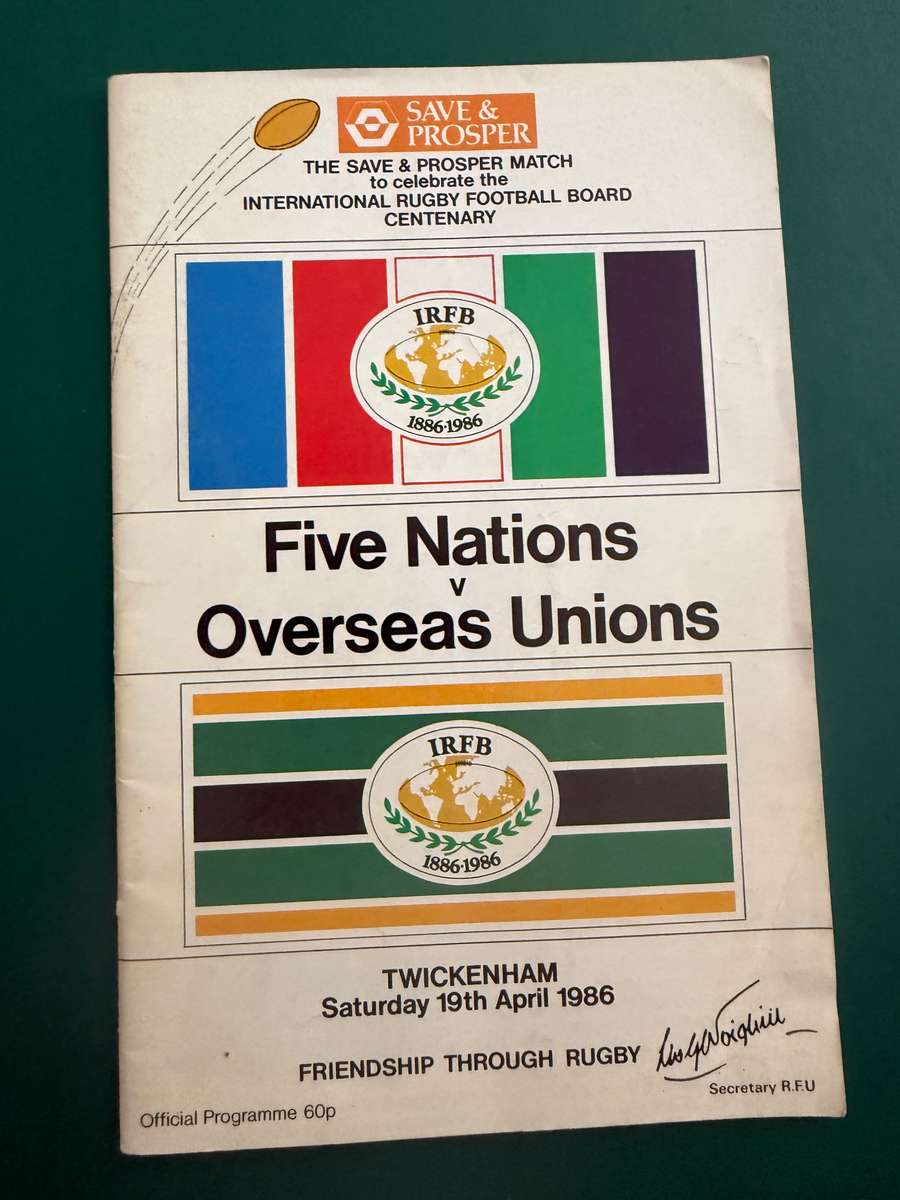 SAVE &
PROSPER
THE SAVE & PROSPER MATCH
to celebrate the
INTERNATIONAL RUGBY FOOTBALL BOARD
CENTENARY
IRFB
1886·1986
Five Nations
v
Overseas Unions
IRFB
1886·1986
TWICKENHAM
Saturday 19th April 1986
FRIENDSHIP THROUGH RUGBY
Secretary R.F.U
Official Programme 60p